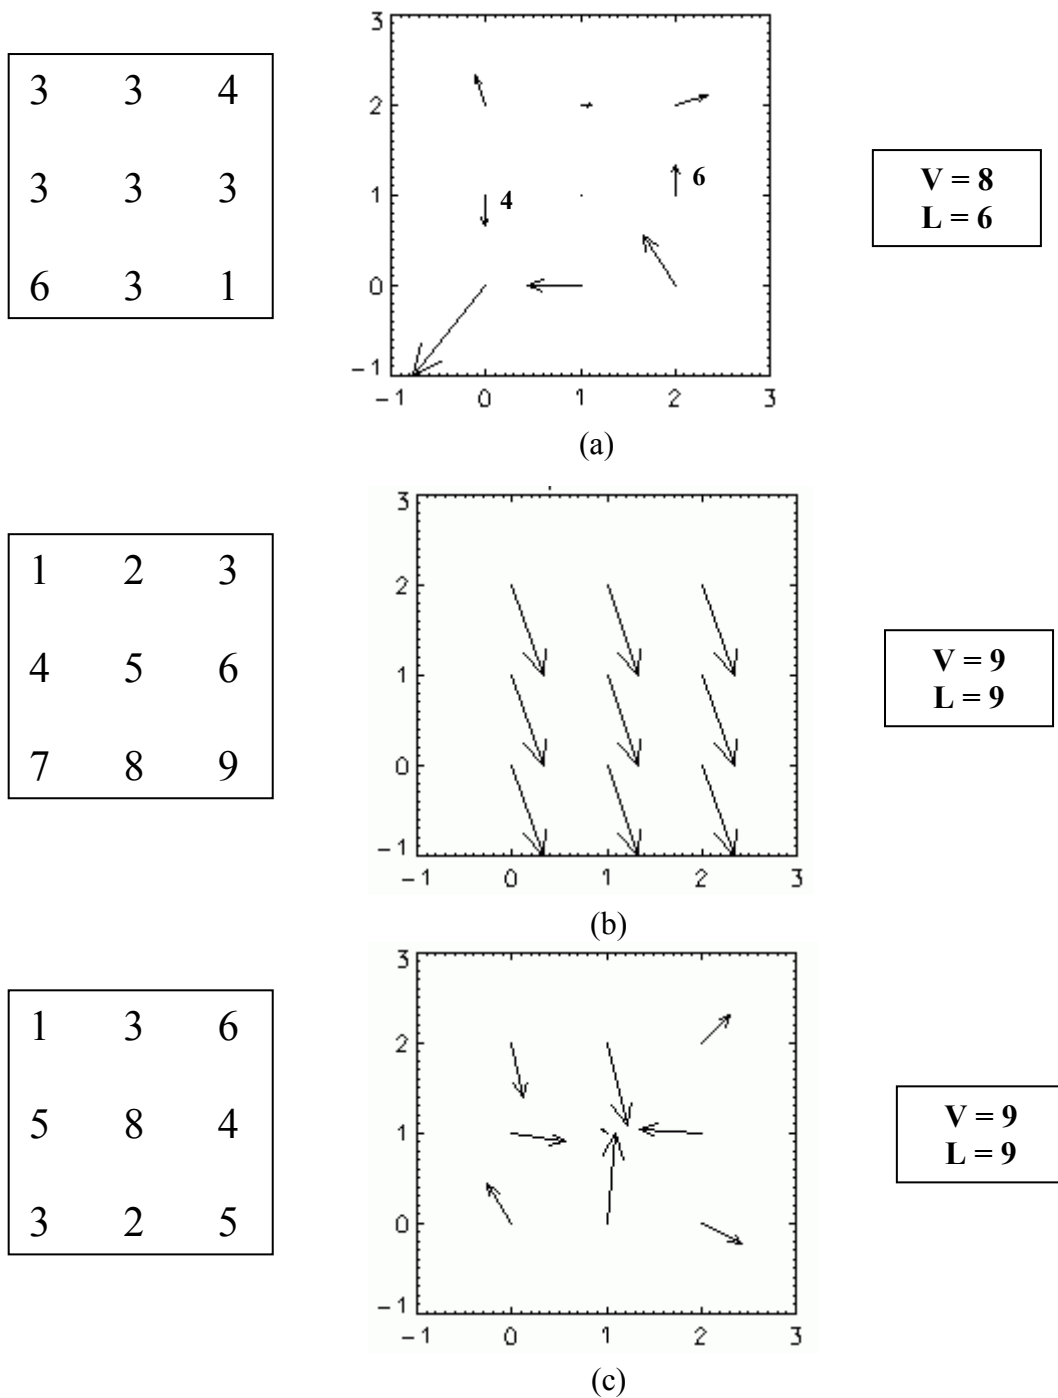 3 3 4
3 3 3
6 3 1
3
2
1
0
−1
−1 0 1 2 3
4
6
V = 8
L = 6
(a)
1 2 3
4 5 6
7 8 9
3
2
1
0
−1
−1 0 1 2 3
V = 9
L = 9
(b)
1 3 6
5 8 4
3 2 5
3
2
1
0
−1
−1 0 1 2 3
V = 9
L = 9
(c)